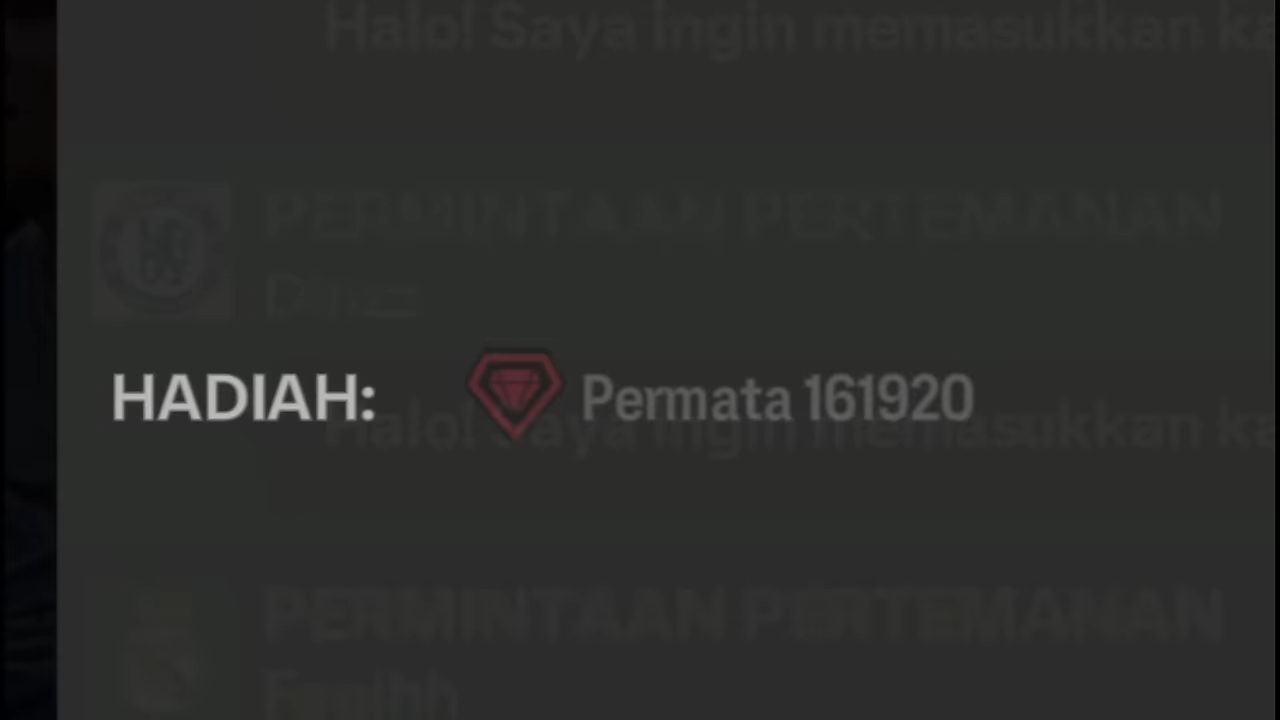 Halo! Saya ingin memasukkan ka
PERMINTAAN PERTEMANAN
HADIAH: Permata 161920
Halo! Saya ingin memasukkan ka
PERMINTAAN PERTEMANAN